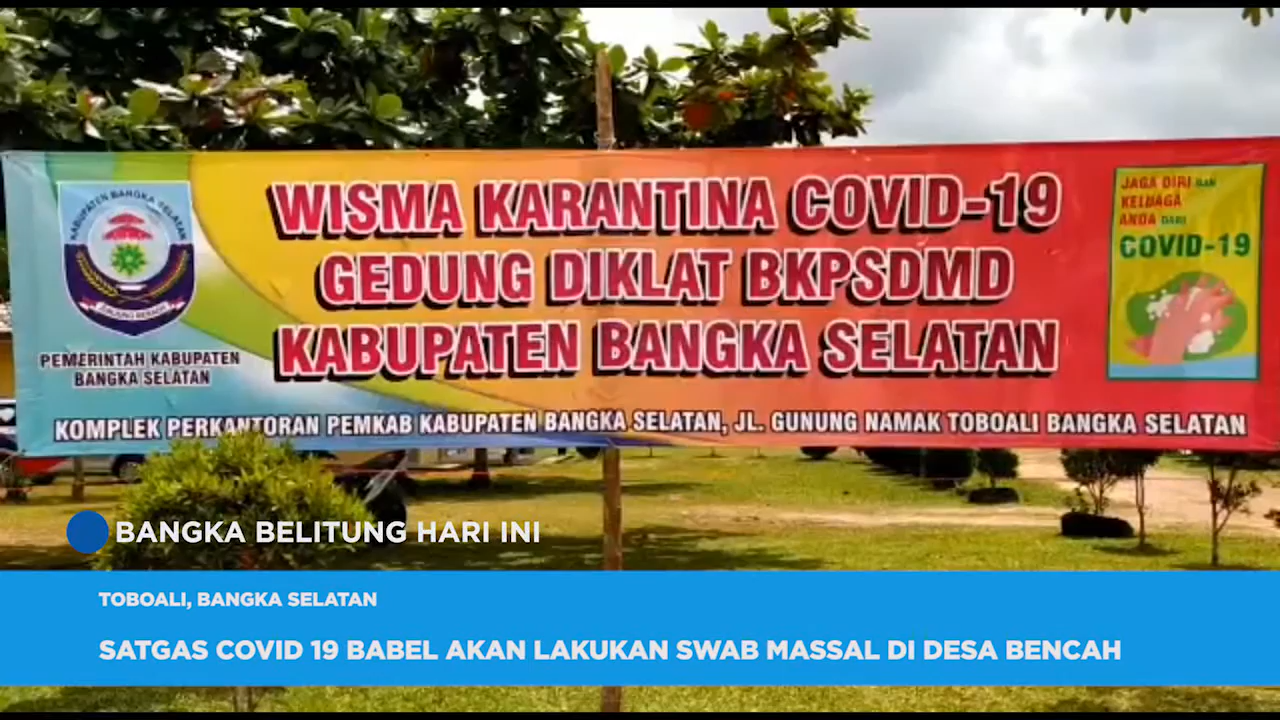 WISMA KARANTINA COVID-19
GEDUNG DIKLAT BKPSDMD
KABUPATEN BANGKA SELATAN
KABUPATEN BANGKA SELATAN
JUNJUNG BESAOH
PEMERINTAH KABUPATEN
BANGKA SELATAN
JAGA DIRI DAN
KELUAGA
ANDA DARI
COVID-19
KOMPLEK PERKANTORAN PEMKAB KABUPATEN BANGKA SELATAN, JL. GUNUNG NAMAK TOBOALI BANGKA SELATAN
BANGKA BELITUNG HARI INI
TOBOALI, BANGKA SELATAN
SATGAS COVID 19 BABEL AKAN LAKUKAN SWAB MASSAL DI DESA BENCAH